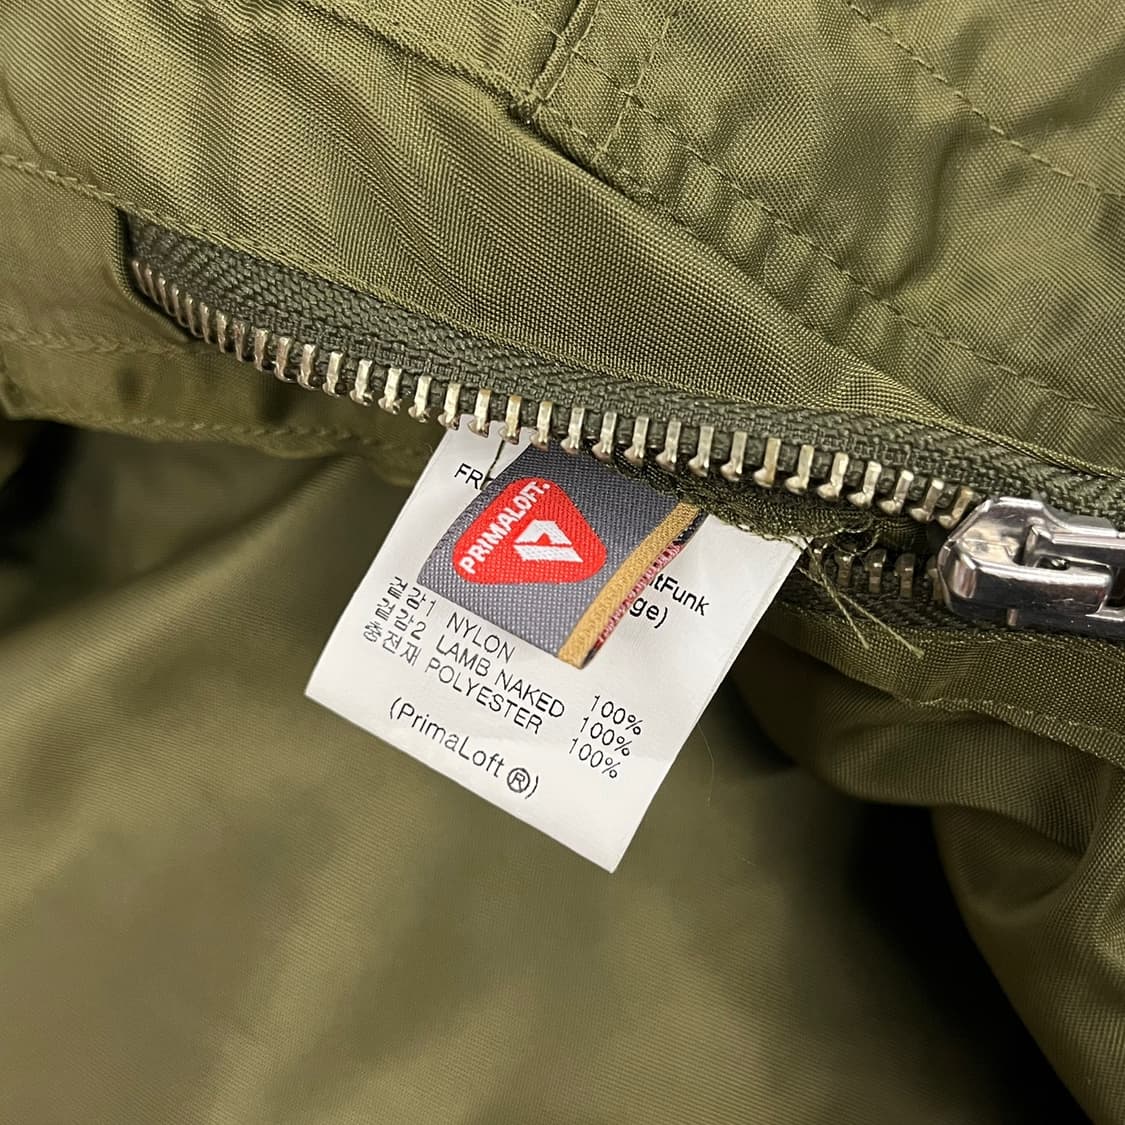 PRIMALOFT®
FR
itFunk
ge)
겉감1 NYLON 100%
겉감2 LAMB NAKED 100%
충전재 POLYESTER 100%
(PrimaLoft®)